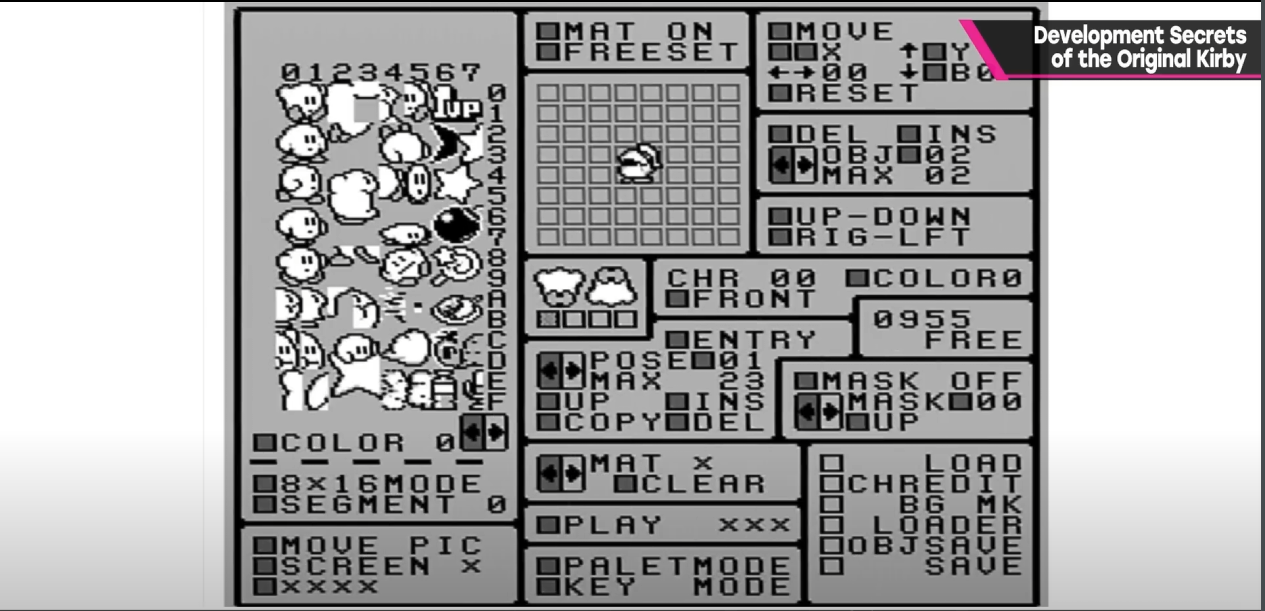 Development Secrets
of the Original Kirby
01234567
0
1
2
3
4
5
6
7
8
9
A
B
C
D
E
F
1up
COLOR 0
8×16MODE
SEGMENT 0
MOVE PIC
SCREEN ×
××××
MAT ON
FREESET
MOVE
X ↑Y
←→00 ↓B0
RESET
DEL INS
OBJ 02
MAX 02
UP-DOWN
RIG-LFT
CHR 00 COLOR0
FRONT
0955
FREE
ENTRY
POSE 01
MAX 23
UP INS
COPY DEL
MASK OFF
MASK 00
UP
MAT ×
CLEAR
PLAY ×××
PALETMODE
KEY MODE
LOAD
CHREDIT
BG MK
LOADER
OBJSAVE
SAVE